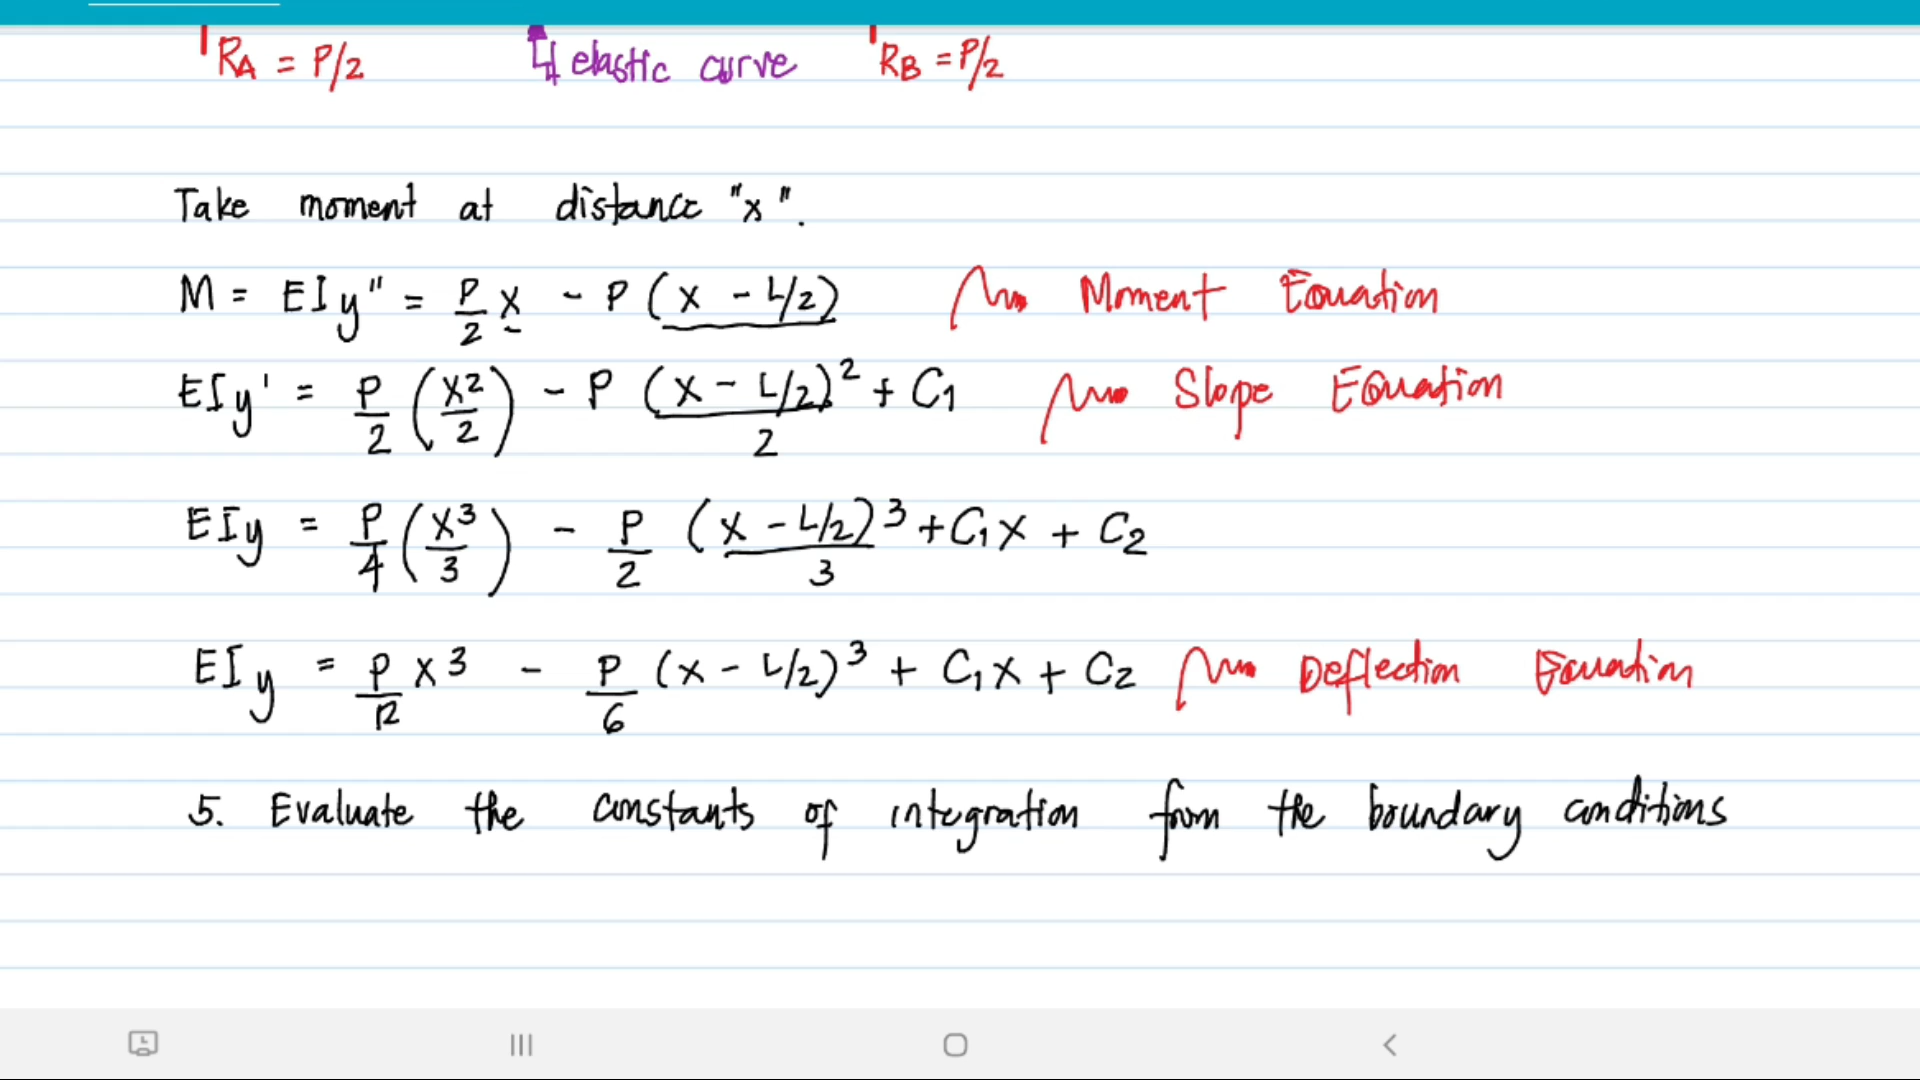 RA = P/2 elastic curve RB = P/2
Take moment at distance "x".
M = EIy" = P/2 x - P (x - L/2) Moment Equation
EIy' = P/2 (x²/2) - P (x - L/2)²/2 + C₁ Slope Equation
EIy = P/4 (x³/3) - P/2 (x - L/2)³/3 + C₁x + C₂
EIy = P/12 x³ - P/6 (x - L/2)³ + C₁x + C₂ Deflection Equation
5. Evaluate the constants of integration from the boundary conditions